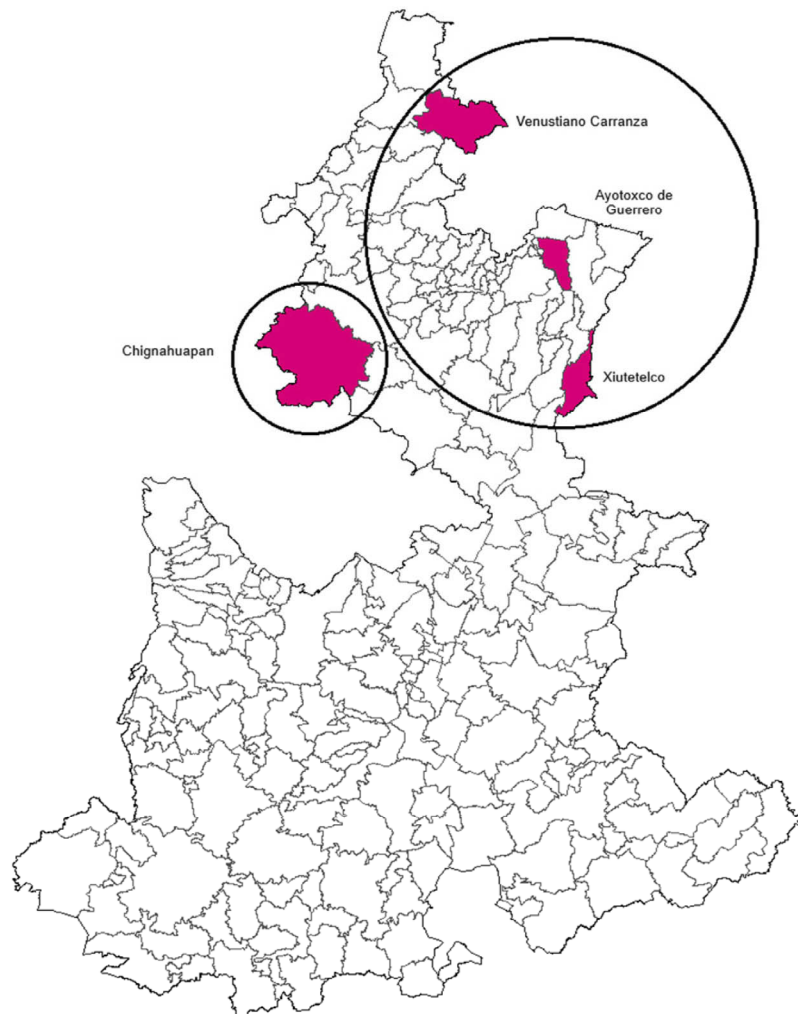 Venustiano Carranza
Ayotoxco de
Guerrero
Chignahuapan
Xiutetelco